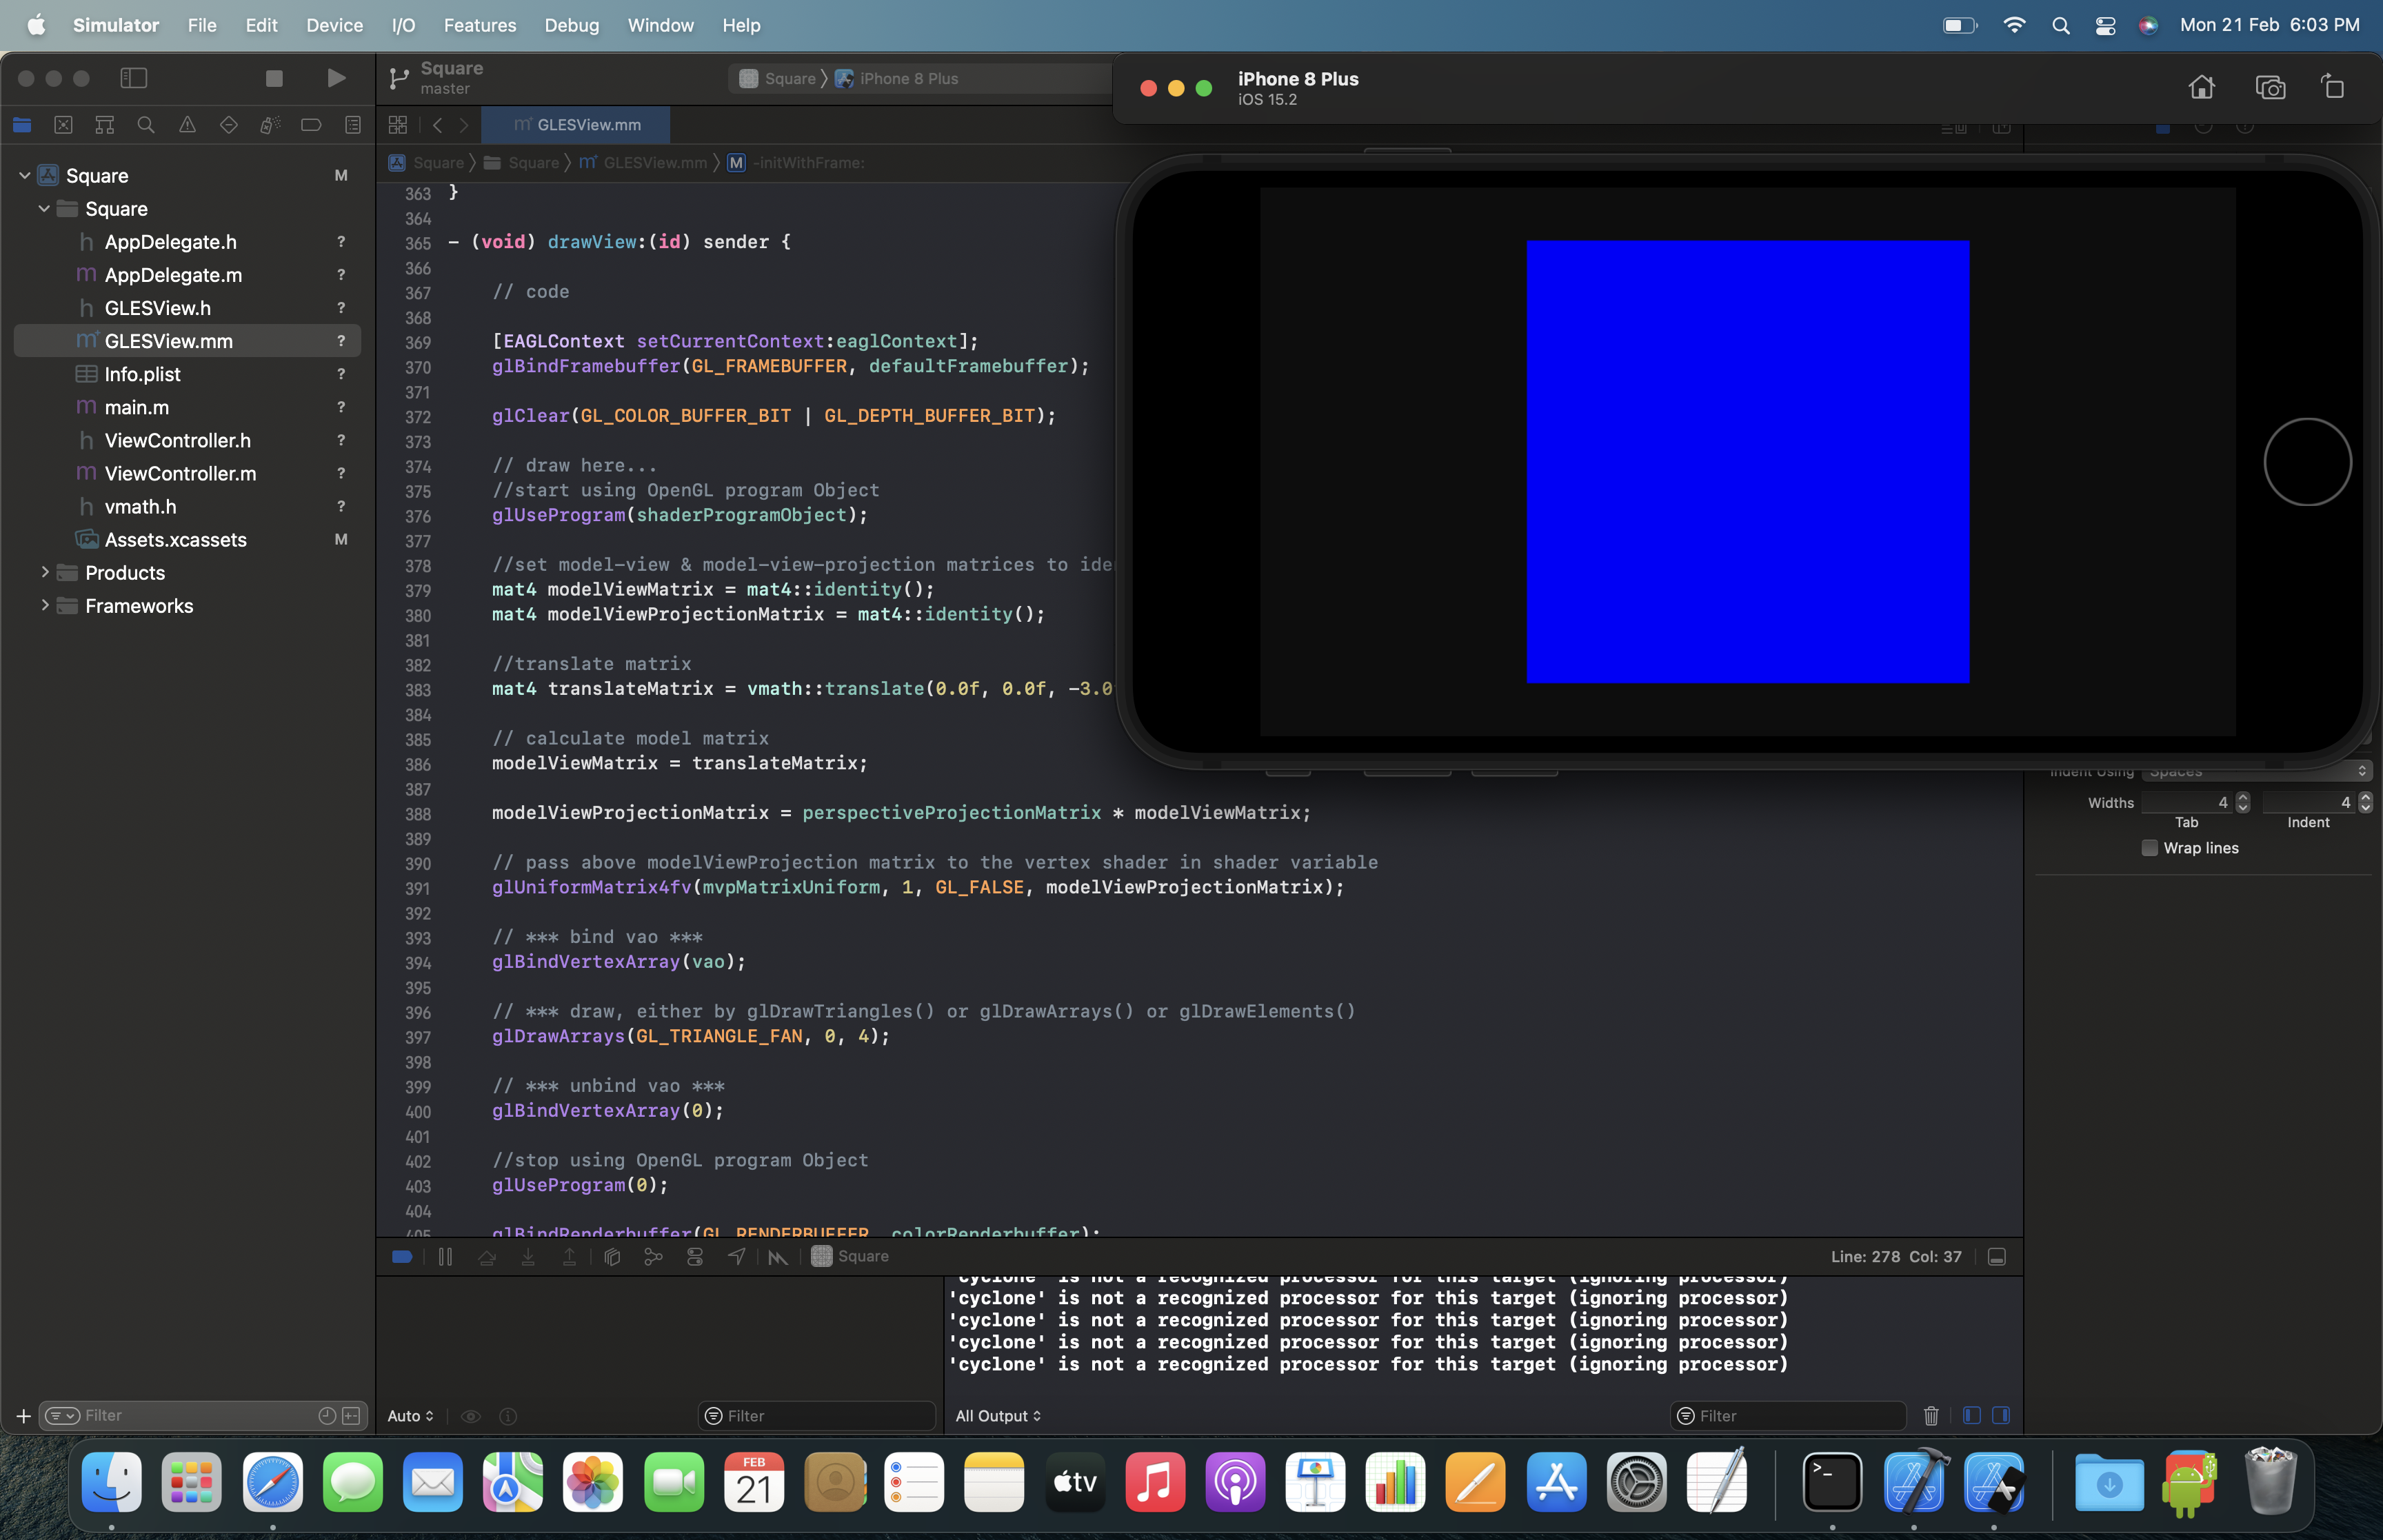 Simulator File Edit Device I/O Features Debug Window Help Mon 21 Feb 6:03 PM
Square
master
Square iPhone 8 Plus
iPhone 8 Plus
iOS 15.2
GLESView.mm
Square Square GLESView.mm M -initWithFrame:
Square M
Square
h AppDelegate.h ?
m AppDelegate.m ?
h GLESView.h ?
m GLESView.mm ?
Info.plist ?
m main.m ?
h ViewController.h ?
m ViewController.m ?
h vmath.h ?
Assets.xcassets M
Products
Frameworks
363 }
364
365 - (void) drawView:(id) sender {
366
367 // code
368
369 [EAGLContext setCurrentContext:eaglContext];
370 glBindFramebuffer(GL_FRAMEBUFFER, defaultFramebuffer);
371
372 glClear(GL_COLOR_BUFFER_BIT | GL_DEPTH_BUFFER_BIT);
373
374 // draw here...
375 //start using OpenGL program Object
376 glUseProgram(shaderProgramObject);
377
378 //set model-view & model-view-projection matrices to ide
379 mat4 modelViewMatrix = mat4::identity();
380 mat4 modelViewProjectionMatrix = mat4::identity();
381
382 //translate matrix
383 mat4 translateMatrix = vmath::translate(0.0f, 0.0f, -3.0
384
385 // calculate model matrix
386 modelViewMatrix = translateMatrix;
387
388 modelViewProjectionMatrix = perspectiveProjectionMatrix * modelViewMatrix;
389
390 // pass above modelViewProjection matrix to the vertex shader in shader variable
391 glUniformMatrix4fv(mvpMatrixUniform, 1, GL_FALSE, modelViewProjectionMatrix);
392
393 // *** bind vao ***
394 glBindVertexArray(vao);
395
396 // *** draw, either by glDrawTriangles() or glDrawArrays() or glDrawElements()
397 glDrawArrays(GL_TRIANGLE_FAN, 0, 4);
398
399 // *** unbind vao ***
400 glBindVertexArray(0);
401
402 //stop using OpenGL program Object
403 glUseProgram(0);
404
405 glBindRenderbuffer(GL_RENDERBUFFER, colorRenderbuffer);
Indent Using Spaces
Widths 4 4
Tab Indent
Wrap lines
Square
Line: 278 Col: 37
'cyclone' is not a recognized processor for this target (ignoring processor)
'cyclone' is not a recognized processor for this target (ignoring processor)
'cyclone' is not a recognized processor for this target (ignoring processor)
'cyclone' is not a recognized processor for this target (ignoring processor)
'cyclone' is not a recognized processor for this target (ignoring processor)
Filter
Auto
Filter
All Output
Filter
FEB
21
tv
>_